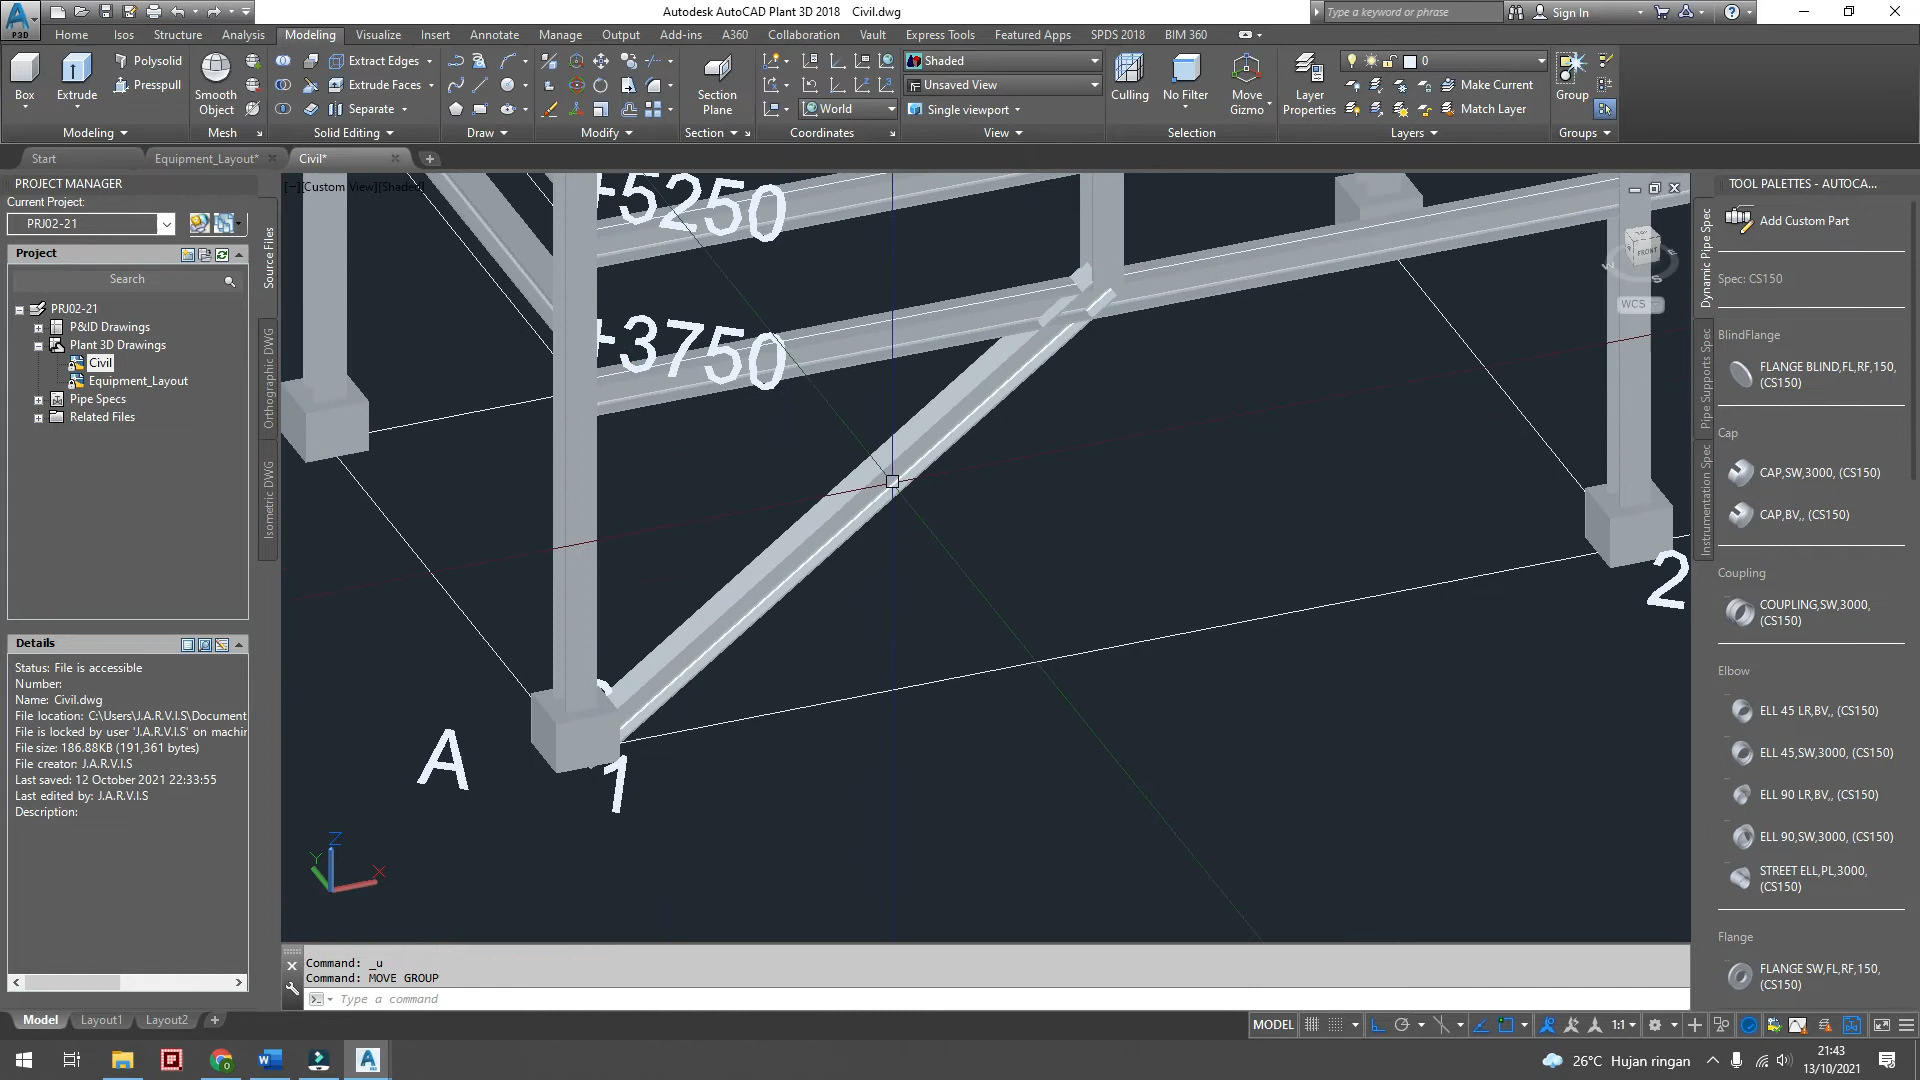 Autodesk AutoCAD Plant 3D 2018   Civil.dwg
Type a keyword or phrase
Sign In
P3D
Home
Isos
Structure
Analysis
Modeling
Visualize
Insert
Annotate
Manage
Output
Add-ins
A360
Collaboration
Vault
Express Tools
Featured Apps
SPDS 2018
BIM 360
Box
Extrude
Polysolid
Presspull
Modeling
Smooth
Object
Mesh
Extract Edges
Extrude Faces
Separate
Solid Editing
Draw
Modify
Section
Plane
Section
World
Coordinates
Shaded
Unsaved View
Single viewport
View
Culling
No Filter
Move
Gizmo
Selection
Layer
Properties
0
Make Current
Match Layer
Layers
Group
Groups
Start
Equipment_Layout*
Civil*
PROJECT MANAGER
Current Project:
PRJ02-21
Project
Search
PRJ02-21
P&ID Drawings
Plant 3D Drawings
Civil
Equipment_Layout
Pipe Specs
Related Files
Source Files
Orthographic DWG
Isometric DWG
Details
Status: File is accessible
Number:
Name: Civil.dwg
File location: C:\Users\J.A.R.V.I.S\Document
File is locked by user 'J.A.R.V.I.S' on machin
File size: 186.88KB (191,361 bytes)
File creator: J.A.R.V.I.S
Last saved: 12 October 2021 22:33:55
Last edited by: J.A.R.V.I.S
Description:
[−][Custom View][Shaded]
+5250
+3750
A
1
2
Z
Y
X
TOP
FRONT
W
S
E
WCS
TOOL PALETTES - AUTOCA...
Dynamic Pipe Spec
Pipe Supports Spec
Instrumentation Spec
Add Custom Part
Spec: CS150
BlindFlange
FLANGE BLIND,FL,RF,150,
(CS150)
Cap
CAP,SW,3000, (CS150)
CAP,BV,, (CS150)
Coupling
COUPLING,SW,3000,
(CS150)
Elbow
ELL 45 LR,BV,, (CS150)
ELL 45,SW,3000, (CS150)
ELL 90 LR,BV,, (CS150)
ELL 90,SW,3000, (CS150)
STREET ELL,PL,3000,
(CS150)
Flange
FLANGE SW,FL,RF,150,
(CS150)
Command: _u
Command: MOVE GROUP
Type a command
Model
Layout1
Layout2
MODEL
1:1
26°C Hujan ringan
21:43
13/10/2021